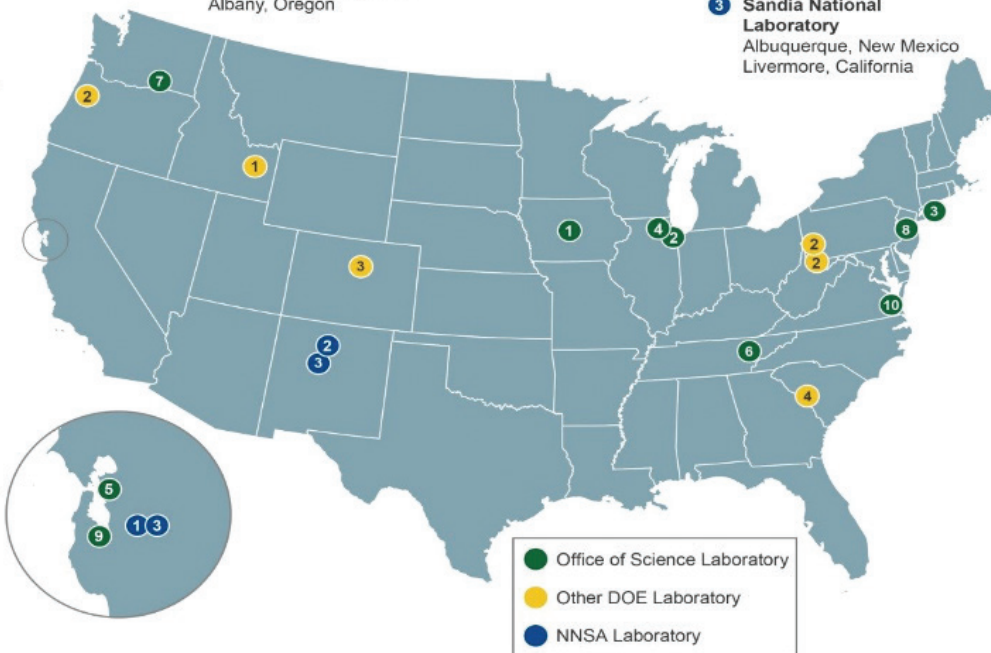 Albany, Oregon
3 Sandia National
Laboratory
Albuquerque, New Mexico
Livermore, California
7
2
1
3
2
3
1
4
2
3
8
2
2
10
6
4
5
1
3
9
Office of Science Laboratory
Other DOE Laboratory
NNSA Laboratory